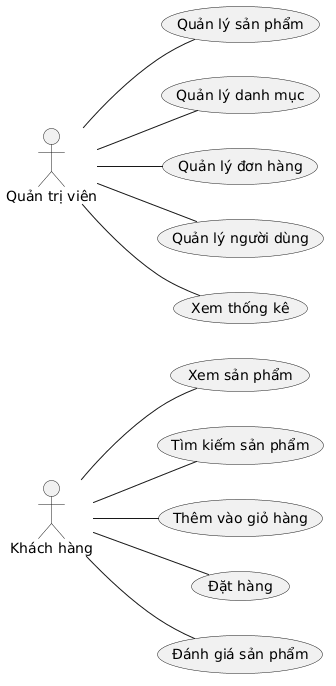 Quản lý sản phẩm
Quản lý danh mục
Quản lý đơn hàng
Quản trị viên
Quản lý người dùng
Xem thống kê
Xem sản phẩm
Tìm kiếm sản phẩm
Thêm vào giỏ hàng
Khách hàng
Đặt hàng
Đánh giá sản phẩm